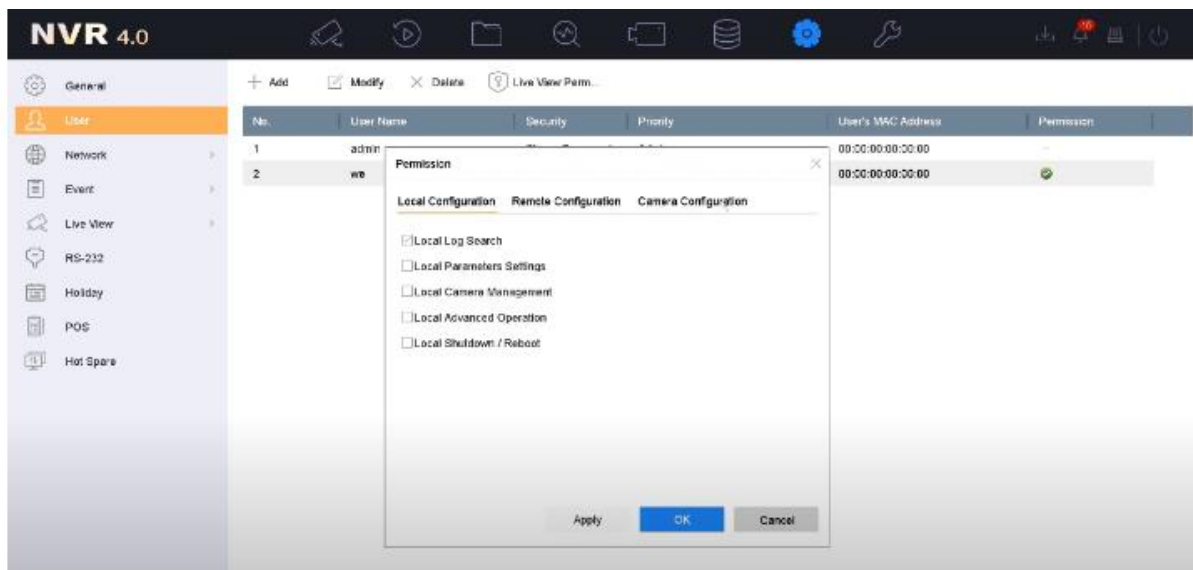 NVR 4.0
General
User
Network
Event
Live View
RS-232
Holiday
POS
Hot Spare
Add Modify Delete Live View Perm...
No. User Name Security Priority User's MAC Address Permission
1 admin 00:00:00:00:00:00 -
2 we 00:00:00:00:00:00
Permission
Local Configuration Remote Configuration Camera Configuration
Local Log Search
Local Parameters Settings
Local Camera Management
Local Advanced Operation
Local Shutdown / Reboot
Apply OK Cancel